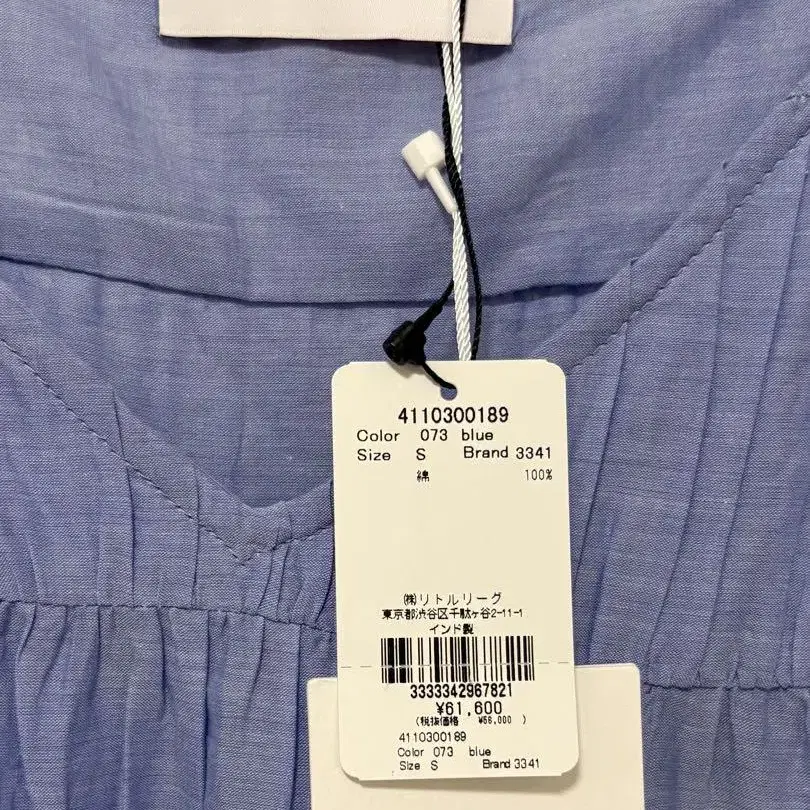 4110300189
Color 073 blue
Size S Brand 3341
綿 100%
㈱リトルリーグ
東京都渋谷区千駄ヶ谷2-11-1
インド製
3333342967821
¥61,600
(税抜価格 ¥56,000 )
4110300189
Color 073 blue
Size S Brand 3341